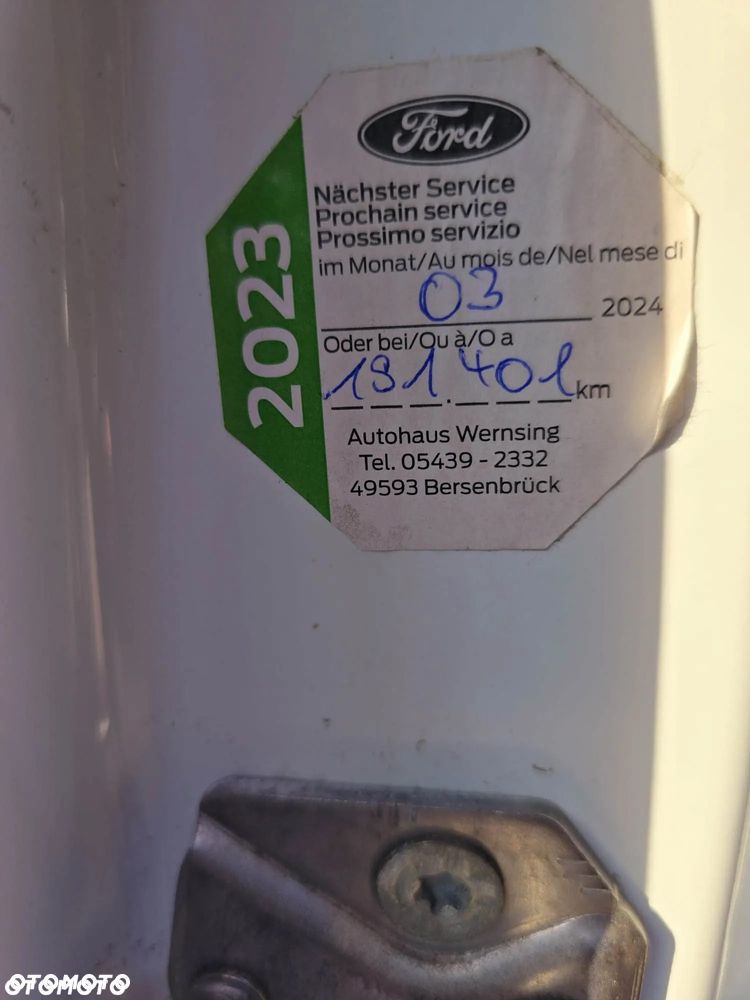 Ford
Nächster Service
Prochain service
Prossimo servizio
im Monat/Au mois de/Nel mese di
03 2024
Oder bei/Ou à/O a
191.401 km
Autohaus Wernsing
Tel. 05439 - 2332
49593 Bersenbrück
2023
OTOMOTO